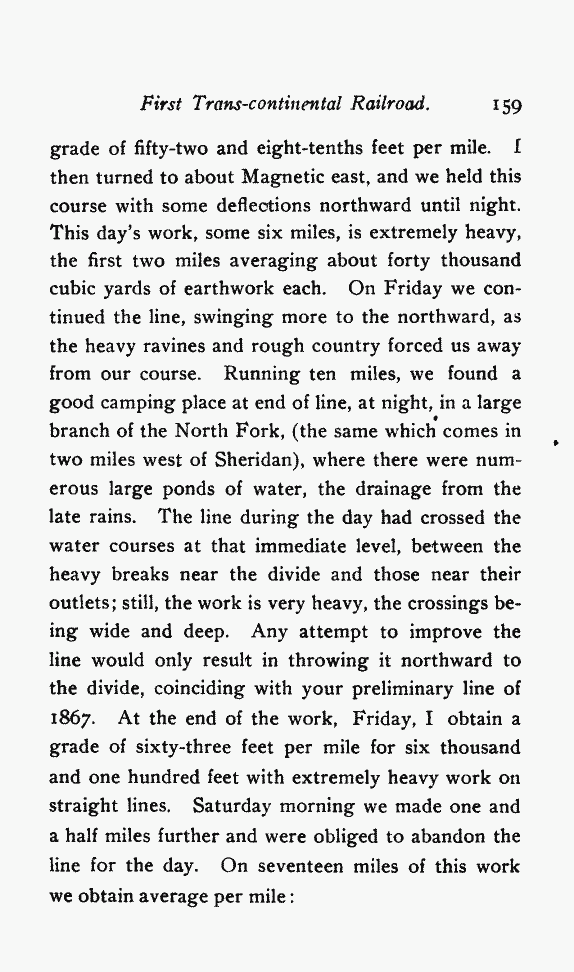 First Trans-continental Railroad. 159
grade of fifty-two and eight-tenths feet per mile. I
then turned to about Magnetic east, and we held this
course with some deflections northward until night.
This day's work, some six miles, is extremely heavy,
the first two miles averaging about forty thousand
cubic yards of earthwork each. On Friday we con-
tinued the line, swinging more to the northward, as
the heavy ravines and rough country forced us away
from our course. Running ten miles, we found a
good camping place at end of line, at night, in a large
branch of the North Fork, (the same which comes in
two miles west of Sheridan), where there were num-
erous large ponds of water, the drainage from the
late rains. The line during the day had crossed the
water courses at that immediate level, between the
heavy breaks near the divide and those near their
outlets; still, the work is very heavy, the crossings be-
ing wide and deep. Any attempt to improve the
line would only result in throwing it northward to
the divide, coinciding with your preliminary line of
1867. At the end of the work, Friday, I obtain a
grade of sixty-three feet per mile for six thousand
and one hundred feet with extremely heavy work on
straight lines. Saturday morning we made one and
a half miles further and were obliged to abandon the
line for the day. On seventeen miles of this work
we obtain average per mile: